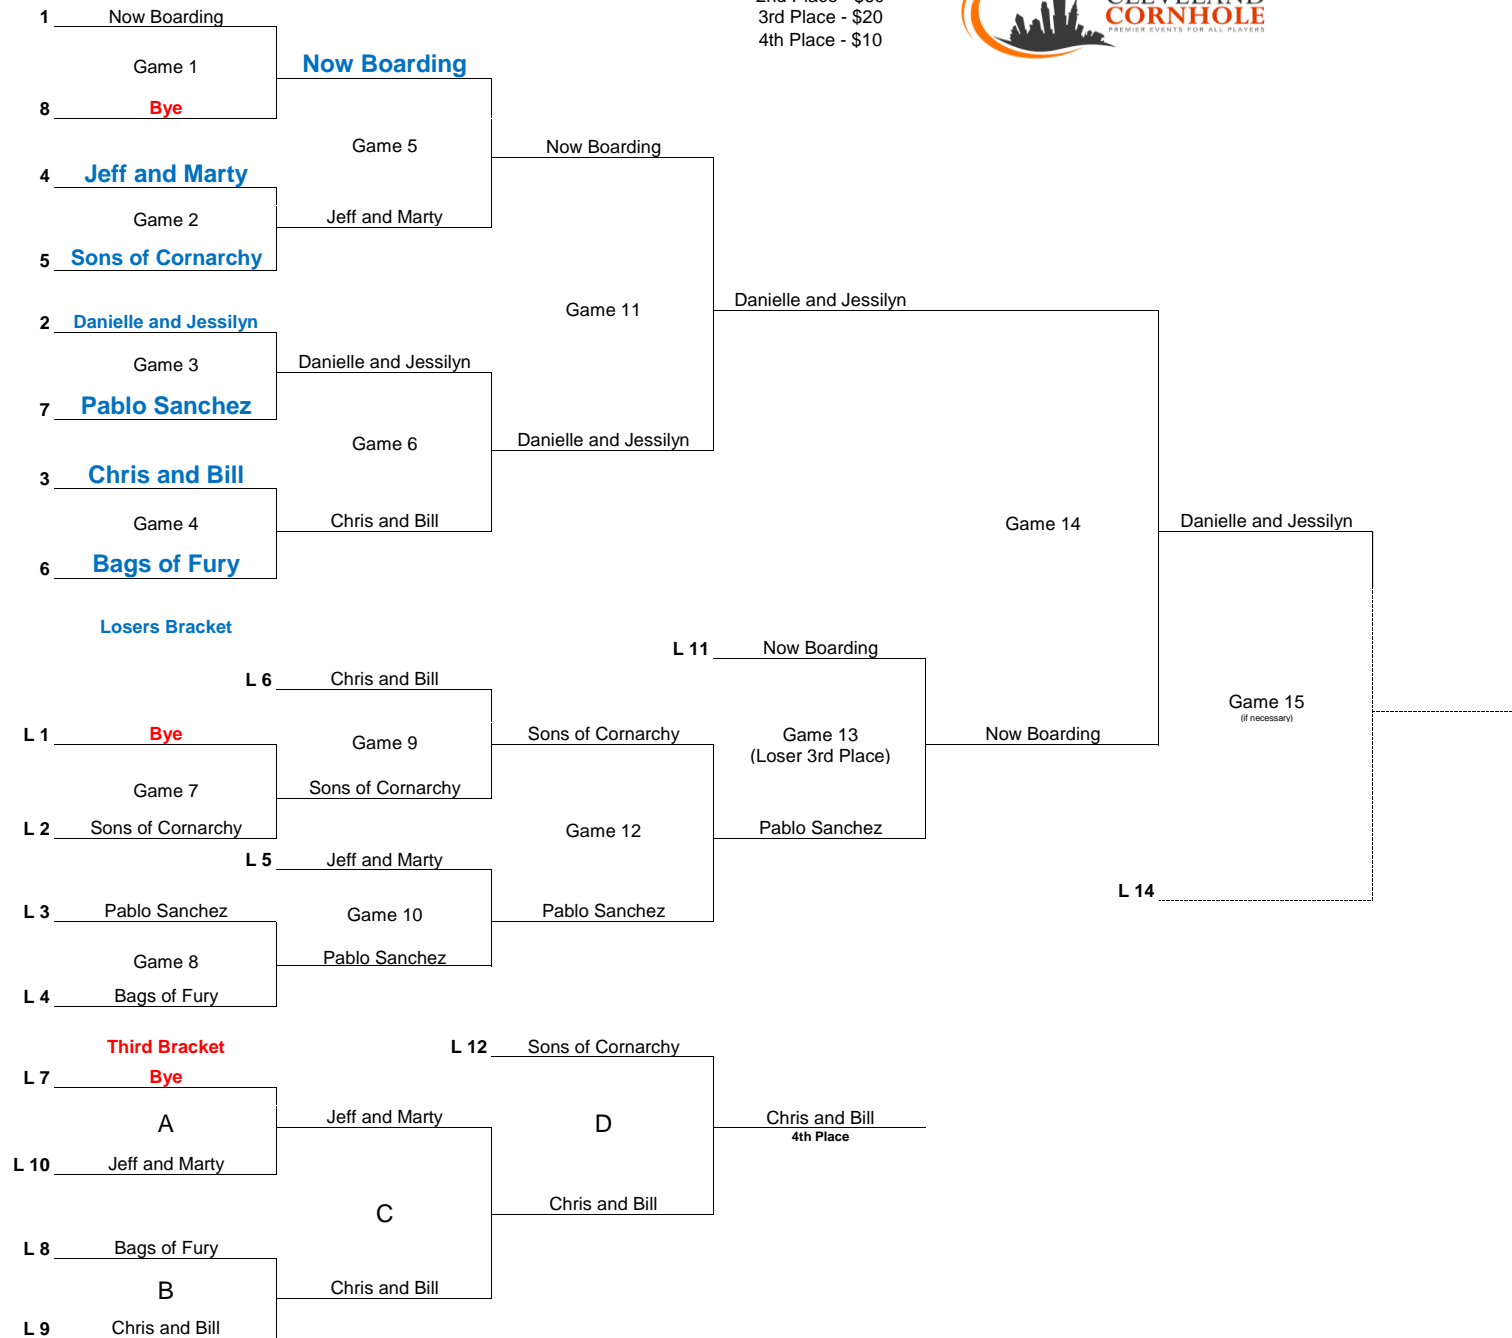 3rd Place - $20
4th Place - $10
CORNHOLE
PREMIER EVENTS FOR ALL PLAYERS
1 Now Boarding
Game 1
8 Bye
Now Boarding
4 Jeff and Marty
Game 2
5 Sons of Cornarchy
Game 5
Jeff and Marty
Now Boarding
2 Danielle and Jessilyn
Game 3
7 Pablo Sanchez
Danielle and Jessilyn
3 Chris and Bill
Game 4
6 Bags of Fury
Game 6
Chris and Bill
Danielle and Jessilyn
Game 11
Danielle and Jessilyn
Game 14
Danielle and Jessilyn
Losers Bracket
L 6 Chris and Bill
L 1 Bye
Game 7
L 2 Sons of Cornarchy
Game 9
Sons of Cornarchy
Sons of Cornarchy
L 5 Jeff and Marty
L 3 Pablo Sanchez
Game 8
L 4 Bags of Fury
Game 10
Pablo Sanchez
Pablo Sanchez
Game 12
L 11 Now Boarding
Game 13
(Loser 3rd Place)
Pablo Sanchez
Now Boarding
Game 15
(if necessary)
L 14
Third Bracket
L 7 Bye
A
L 10 Jeff and Marty
Jeff and Marty
L 8 Bags of Fury
B
L 9 Chris and Bill
C
Chris and Bill
L 12 Sons of Cornarchy
D
Chris and Bill
Chris and Bill
4th Place